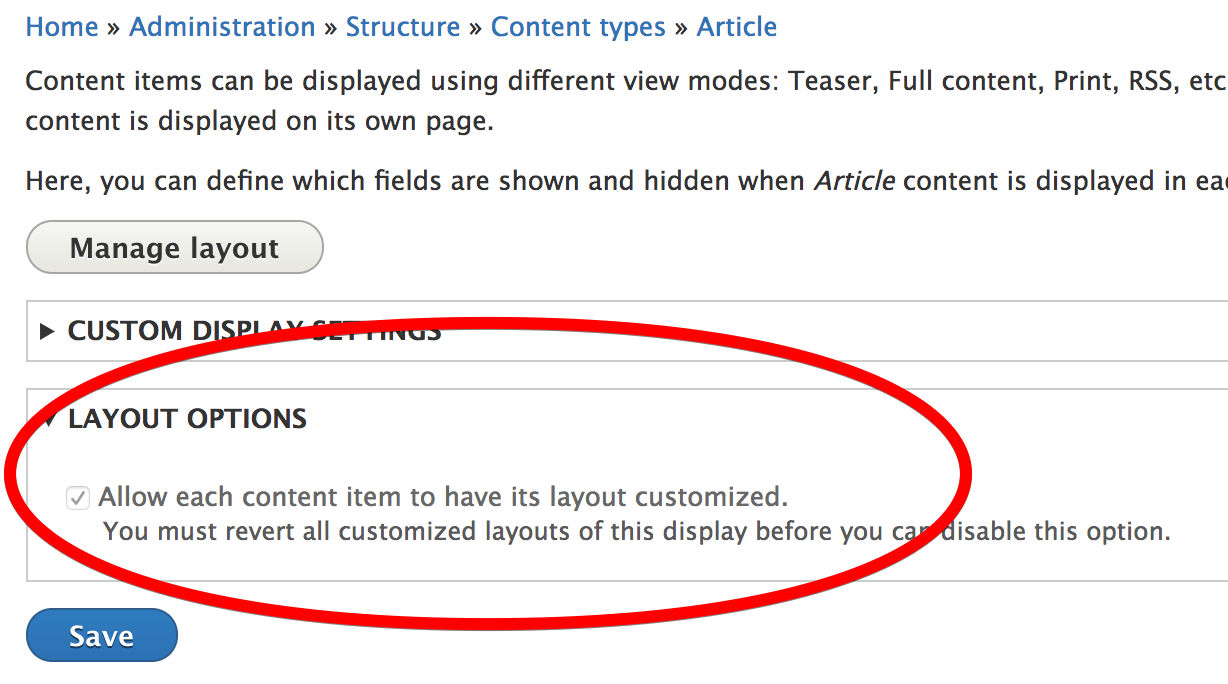 Home » Administration » Structure » Content types » Article
Content items can be displayed using different view modes: Teaser, Full content, Print, RSS, etc
content is displayed on its own page.
Here, you can define which fields are shown and hidden when Article content is displayed in ea
Manage layout
CUSTOM DISPLAY SETTINGS
LAYOUT OPTIONS
Allow each content item to have its layout customized.
You must revert all customized layouts of this display before you can disable this option.
Save